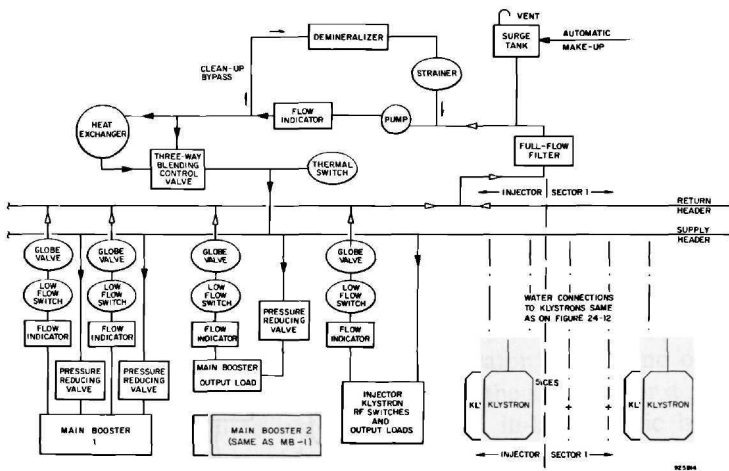 VENT
SURGE
TANK
AUTOMATIC
MAKE-UP
DEMINERALIZER
CLEAN-UP
BYPASS
STRAINER
HEAT
EXCHANGER
FLOW
INDICATOR
PUMP
THREE-WAY
BLENDING
CONTROL
VALVE
THERMAL
SWITCH
FULL-FLOW
FILTER
INJECTOR
SECTOR 1
RETURN
HEADER
SUPPLY
HEADER
GLOBE
VALVE
GLOBE
VALVE
GLOBE
VALVE
GLOBE
VALVE
LOW
FLOW
SWITCH
LOW
FLOW
SWITCH
LOW
FLOW
SWITCH
LOW
FLOW
SWITCH
FLOW
INDICATOR
FLOW
INDICATOR
FLOW
INDICATOR
FLOW
INDICATOR
PRESSURE
REDUCING
VALVE
PRESSURE
REDUCING
VALVE
PRESSURE
REDUCING
VALVE
MAIN BOOSTER
OUTPUT LOAD
WATER CONNECTIONS
TO KLYSTRONS SAME
AS ON FIGURE 24-12
MAIN BOOSTER
1
MAIN BOOSTER 2
(SAME AS MB-1)
INJECTOR
KLYSTRON
RF SWITCHES
AND
OUTPUT LOADS
KL'
KLYSTRON
KL'
KLYSTRON
INJECTOR
SECTOR 1